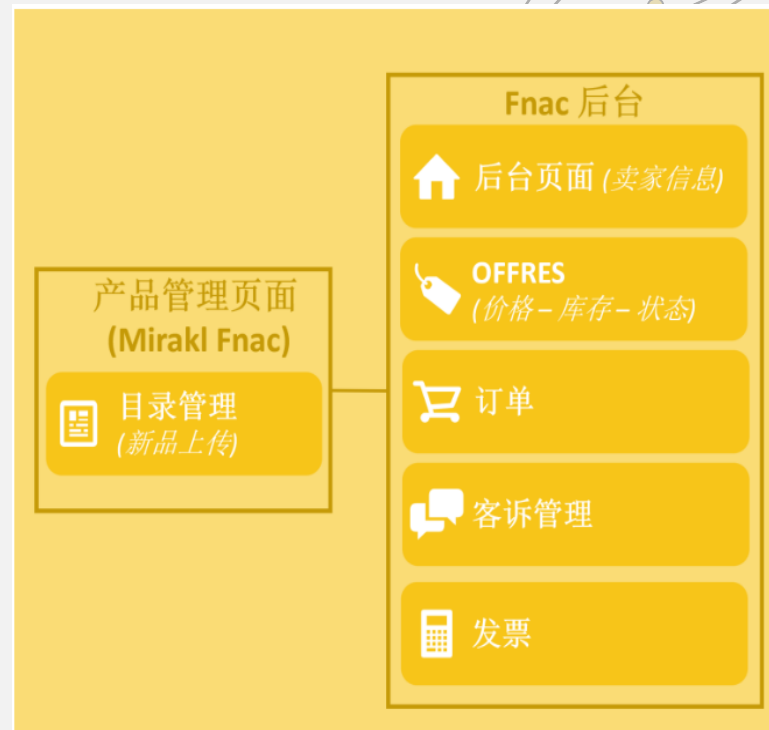 产品管理页面
(Mirakl Fnac)
目录管理
(新品上传)
Fnac 后台
后台页面 (卖家信息)
OFFRES
(价格 – 库存 – 状态)
订单
客诉管理
发票